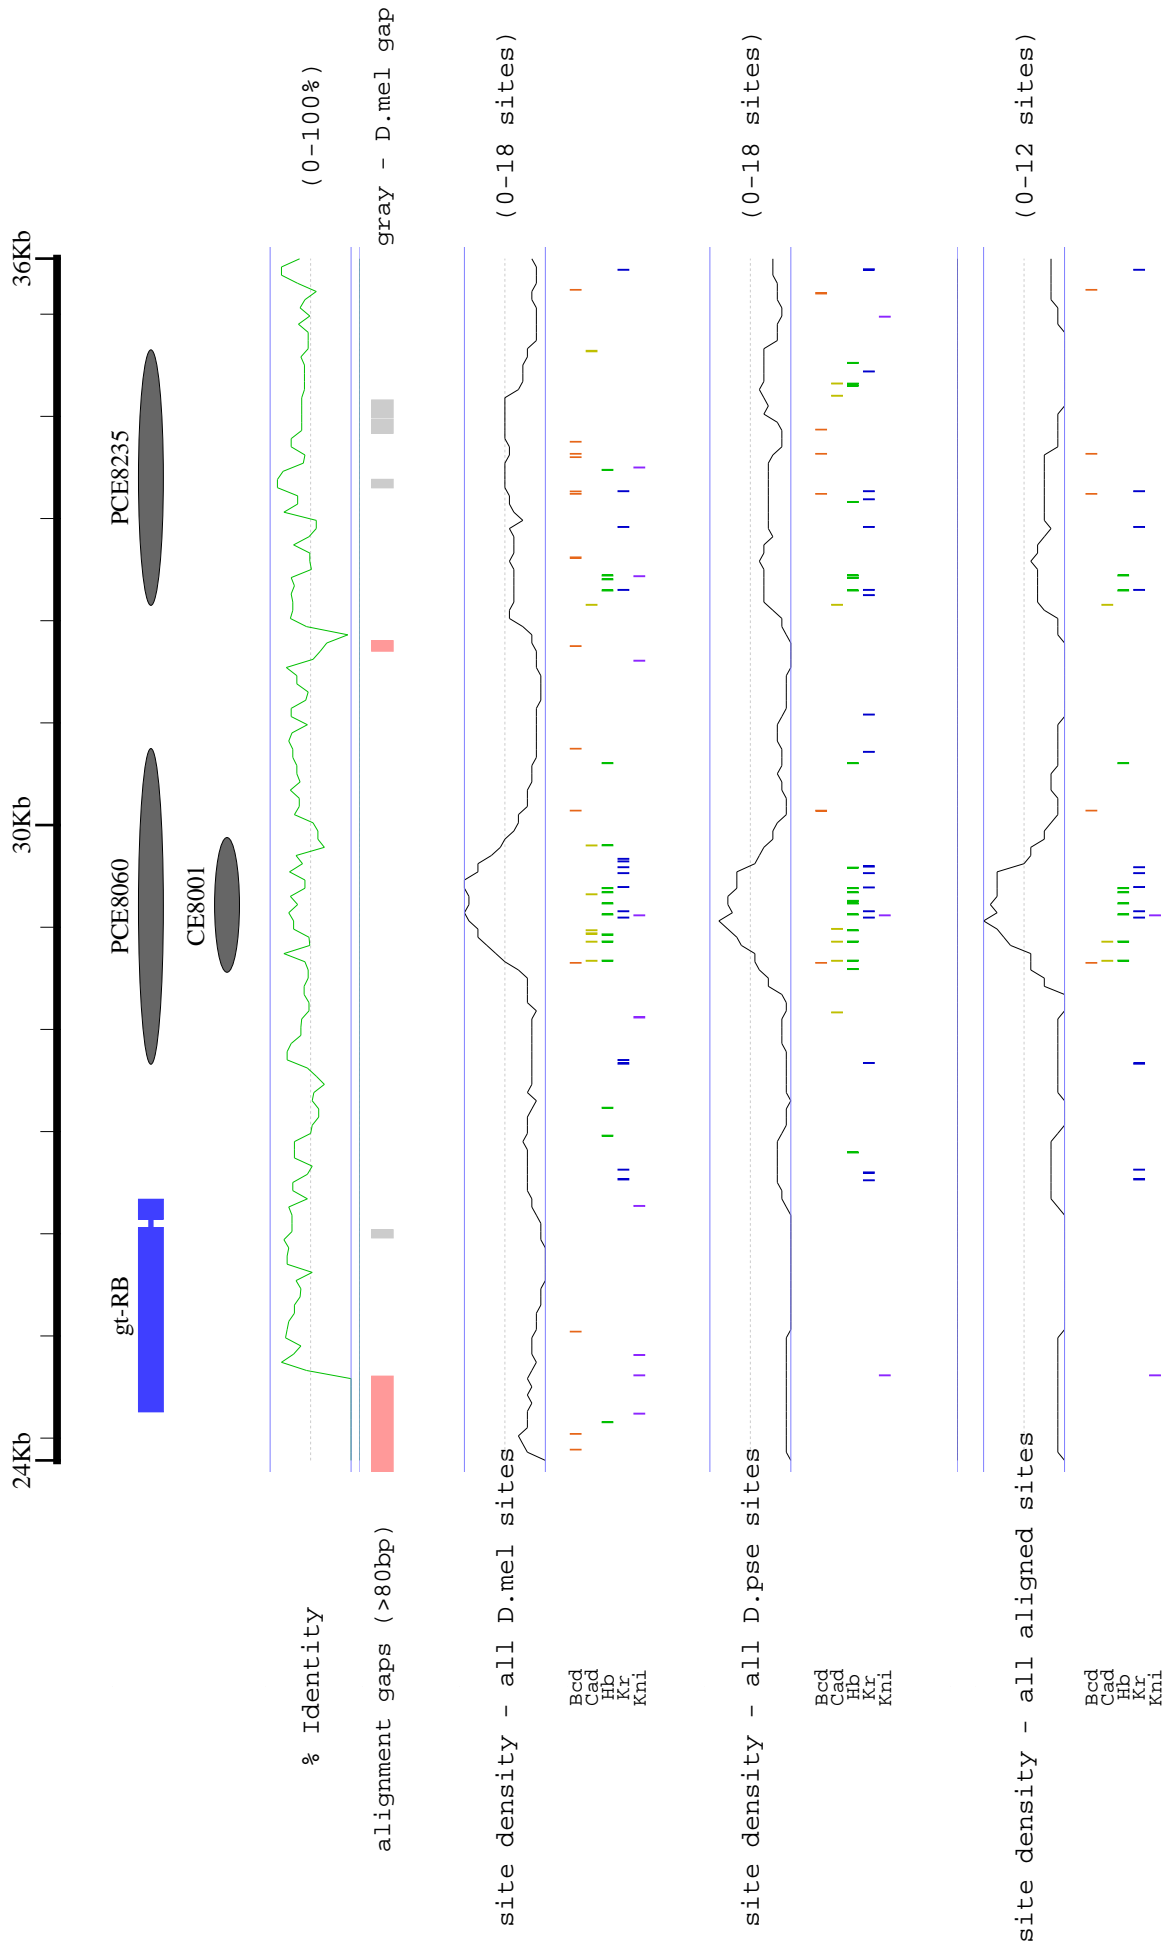 24Kb
30Kb
36Kb
gt-RB
PCE8060
PCE8235
CE8001
% Identity
(0-100%)
alignment gaps (>80bp)
gray - D.mel gap
site density - all D.mel sites
(0-18 sites)
Bcd
Cad
Hb
Kr
Kni
site density - all D.pse sites
(0-18 sites)
Bcd
Cad
Hb
Kr
Kni
site density - all aligned sites
(0-12 sites)
Bcd
Cad
Hb
Kr
Kni